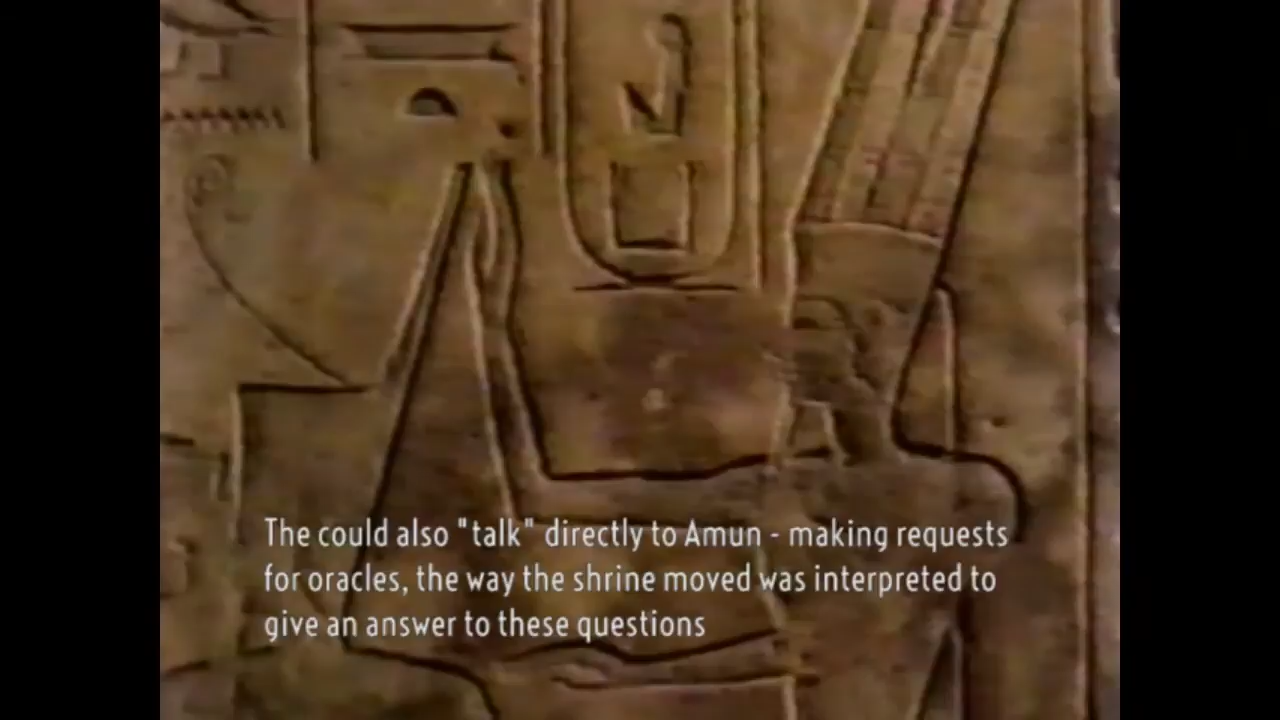 The could also "talk" directly to Amun - making requests
for oracles, the way the shrine moved was interpreted to
give an answer to these questions